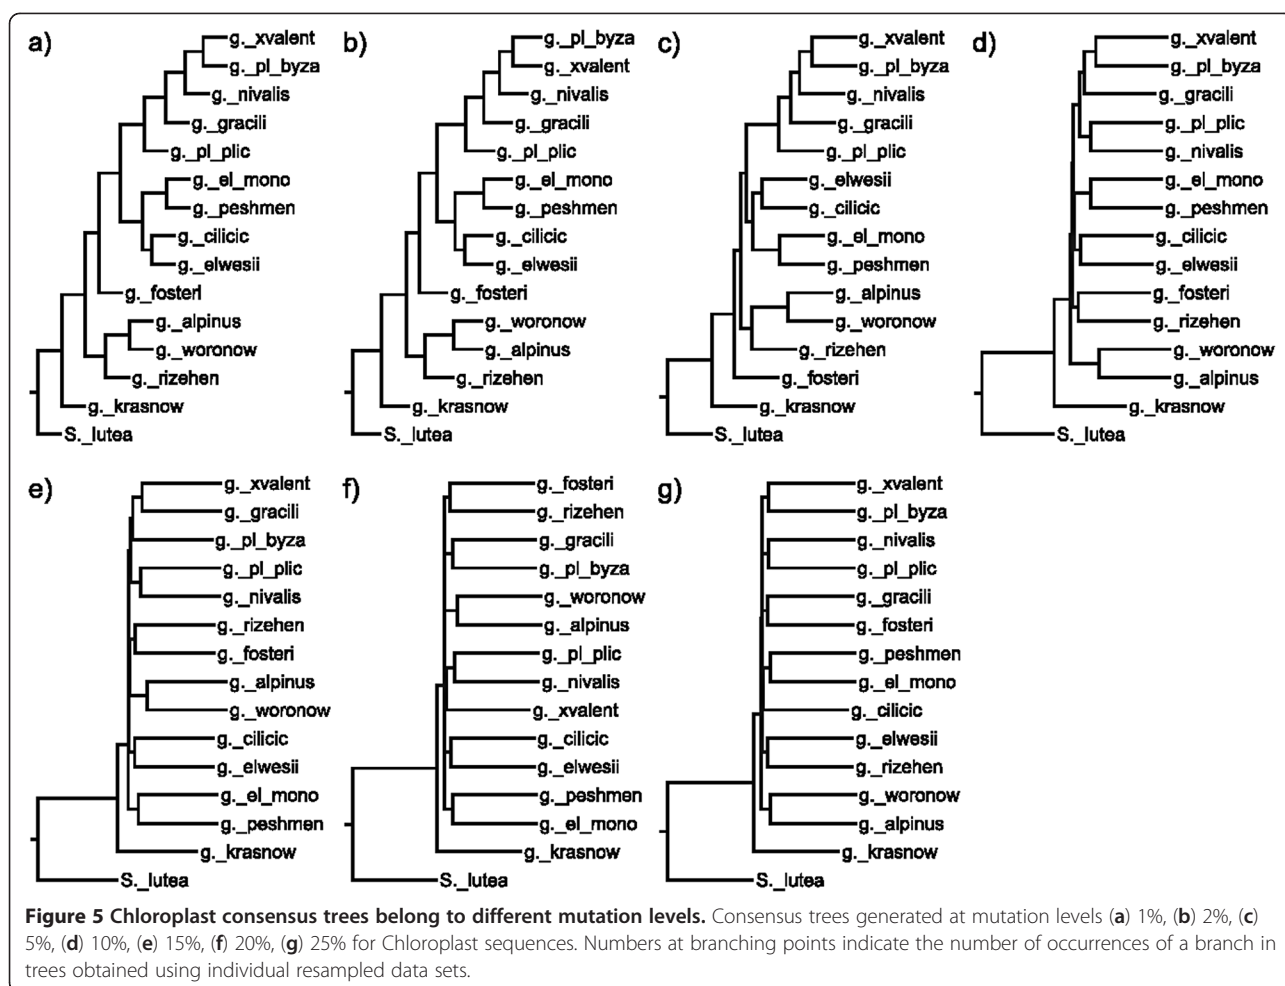 a)
g._xvalent
g._pl_byza
g._nivalis
g._gracili
g._pl_plic
g._el_mono
g._peshmen
g._cilicic
g._elwesii
g._fosteri
g._alpinus
g._woronow
g._rizehen
g._krasnow
S._lutea
b)
g._pl_byza
g._xvalent
g._nivalis
g._gracili
g._pl_plic
g._el_mono
g._peshmen
g._cilicic
g._elwesii
g._fosteri
g._woronow
g._alpinus
g._rizehen
g._krasnow
S._lutea
c)
g._xvalent
g._pl_byza
g._nivalis
g._gracili
g._pl_plic
g._elwesii
g._cilicic
g._el_mono
g._peshmen
g._alpinus
g._woronow
g._rizehen
g._fosteri
g._krasnow
S._lutea
d)
g._xvalent
g._pl_byza
g._gracili
g._pl_plic
g._nivalis
g._el_mono
g._peshmen
g._cilicic
g._elwesii
g._fosteri
g._rizehen
g._woronow
g._alpinus
g._krasnow
S._lutea
e)
g._xvalent
g._gracili
g._pl_byza
g._pl_plic
g._nivalis
g._rizehen
g._fosteri
g._alpinus
g._woronow
g._cilicic
g._elwesii
g._el_mono
g._peshmen
g._krasnow
S._lutea
f)
g._fosteri
g._rizehen
g._gracili
g._pl_byza
g._woronow
g._alpinus
g._pl_plic
g._nivalis
g._xvalent
g._cilicic
g._elwesii
g._peshmen
g._el_mono
g._krasnow
S._lutea
g)
g._xvalent
g._pl_byza
g._nivalis
g._pl_plic
g._gracili
g._fosteri
g._peshmen
g._el_mono
g._cilicic
g._elwesii
g._rizehen
g._woronow
g._alpinus
g._krasnow
S._lutea
Figure 5 Chloroplast consensus trees belong to different mutation levels. Consensus trees generated at mutation levels (a) 1%, (b) 2%, (c)
5%, (d) 10%, (e) 15%, (f) 20%, (g) 25% for Chloroplast sequences. Numbers at branching points indicate the number of occurrences of a branch in
trees obtained using individual resampled data sets.